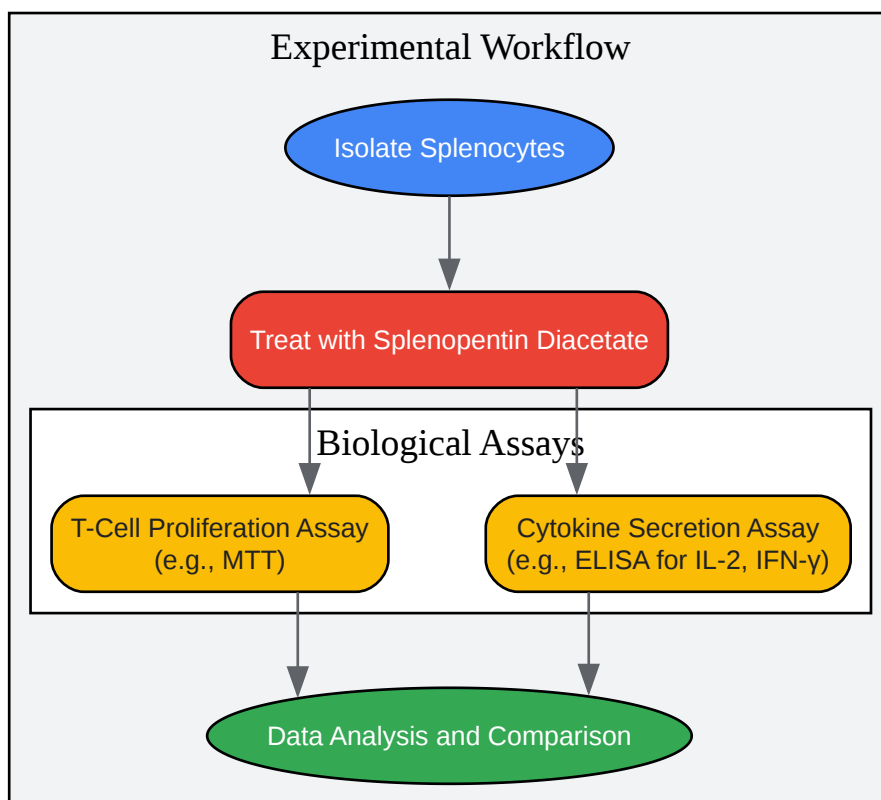 Experimental Workflow
Isolate Splenocytes
Treat with Splenopentin Diacetate
Biological Assays
T-Cell Proliferation Assay
(e.g., MTT)
Cytokine Secretion Assay
(e.g., ELISA for IL-2, IFN-γ)
Data Analysis and Comparison